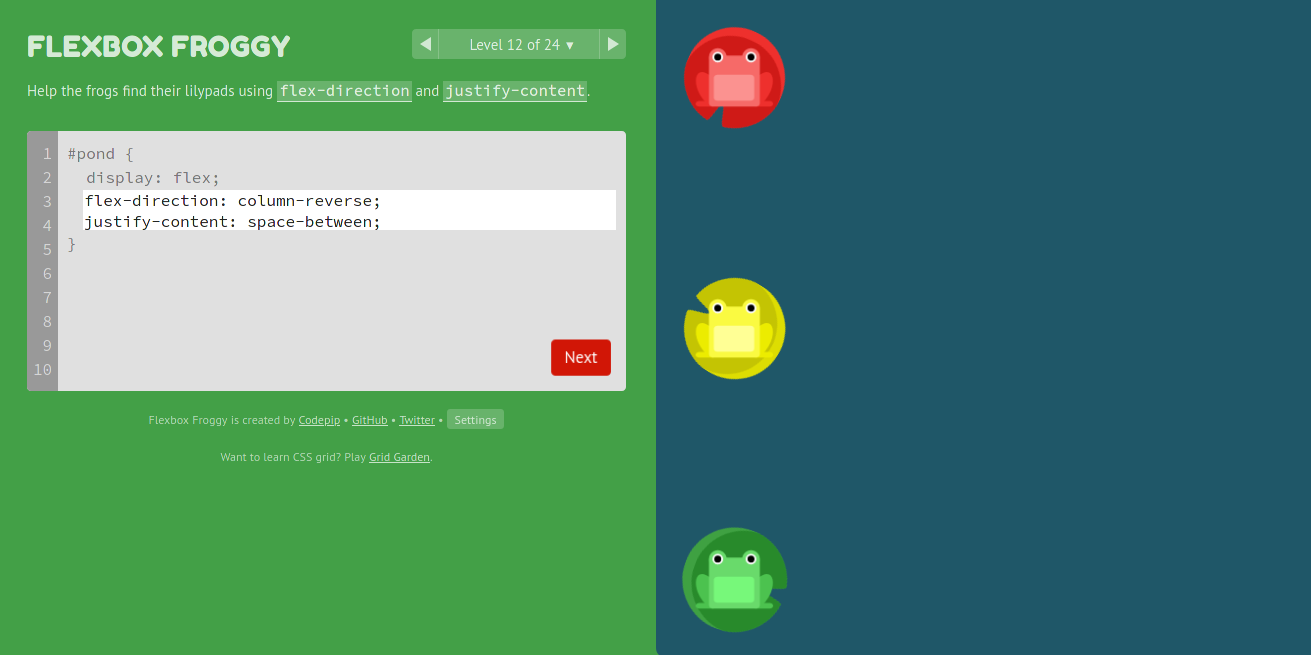 FLEXBOX FROGGY
◀ Level 12 of 24 ▾ ▶
Help the frogs find their lilypads using flex-direction and justify-content.
1 #pond {
2 display: flex;
3 flex-direction: column-reverse;
4 justify-content: space-between;
5 }
6
7
8
9
10
Next
Flexbox Froggy is created by Codepip • GitHub • Twitter • Settings
Want to learn CSS grid? Play Grid Garden.